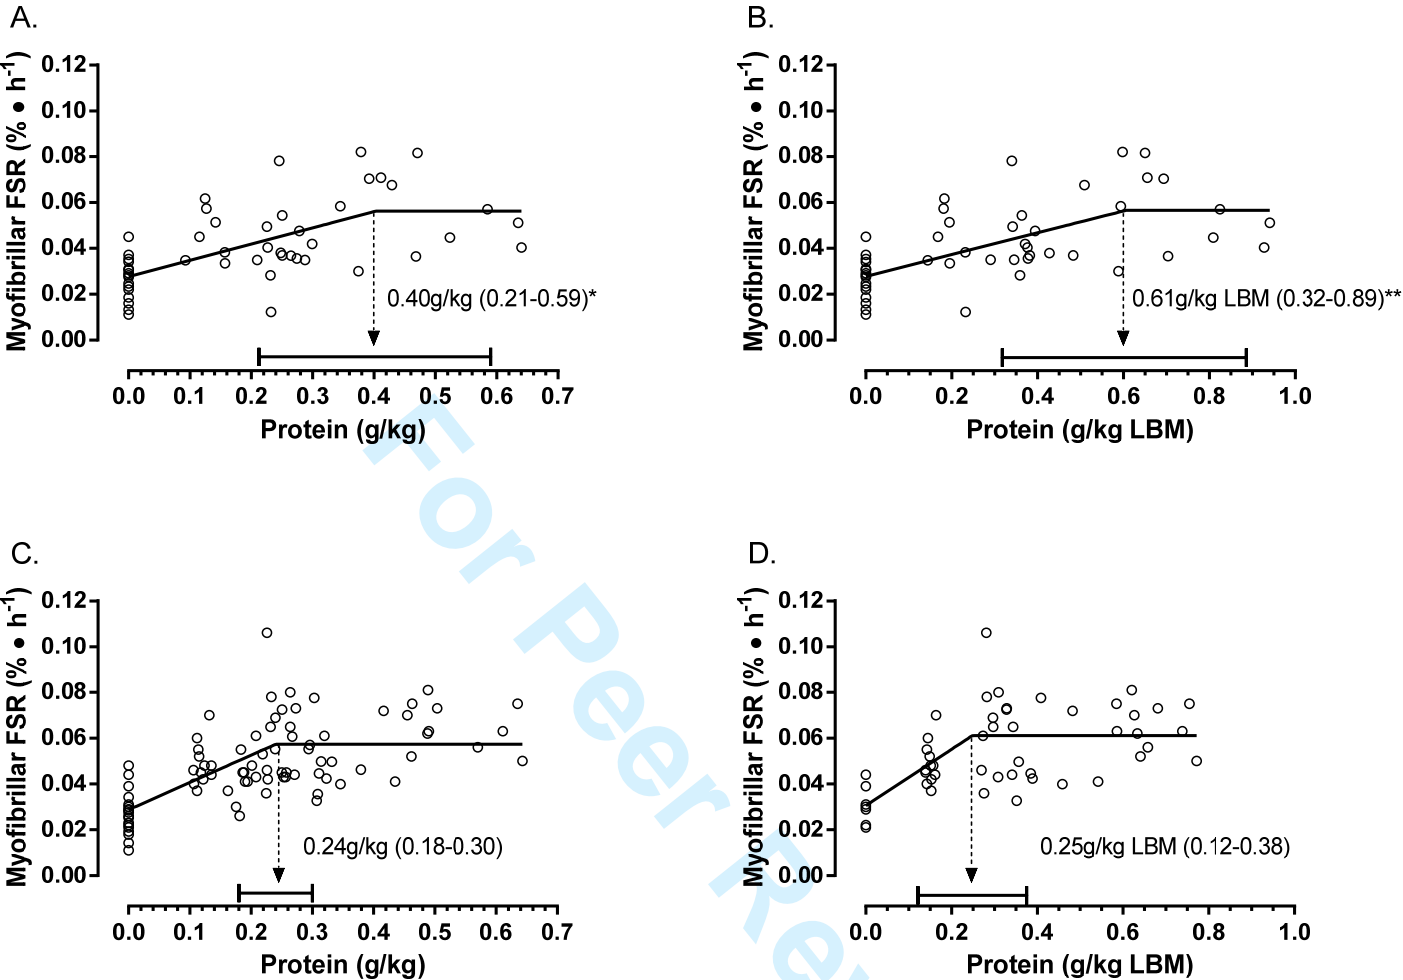 A.
Myofibrillar FSR (% ● h-1)
0.12
0.10
0.08
0.06
0.04
0.02
0.00
0.40g/kg (0.21-0.59)*
0.0 0.1 0.2 0.3 0.4 0.5 0.6 0.7
Protein (g/kg)
B.
Myofibrillar FSR (% ● h-1)
0.12
0.10
0.08
0.06
0.04
0.02
0.00
0.61g/kg LBM (0.32-0.89)**
0.0 0.2 0.4 0.6 0.8 1.0
Protein (g/kg LBM)
C.
Myofibrillar FSR (% ● h-1)
0.12
0.10
0.08
0.06
0.04
0.02
0.00
0.24g/kg (0.18-0.30)
0.0 0.1 0.2 0.3 0.4 0.5 0.6 0.7
Protein (g/kg)
D.
Myofibrillar FSR (% ● h-1)
0.12
0.10
0.08
0.06
0.04
0.02
0.00
0.25g/kg LBM (0.12-0.38)
0.0 0.2 0.4 0.6 0.8 1.0
Protein (g/kg LBM)
For Peer Re